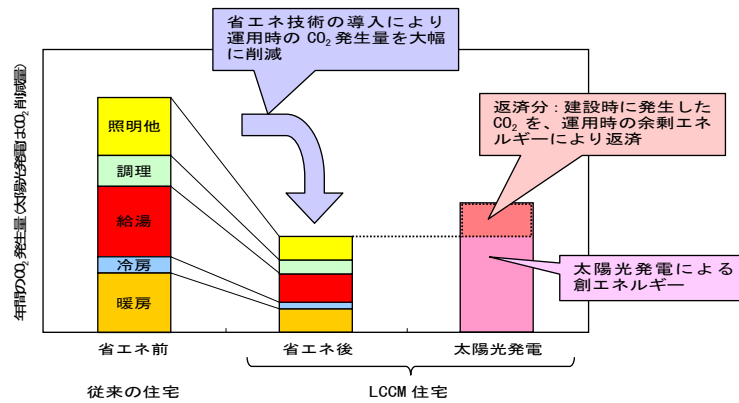 省エネ技術の導入により
運用時の CO₂ 発生量を大幅
に削減
返済分：建設時に発生した
CO₂ を、運用時の余剰エネ
ルギーにより返済
太陽光発電による
創エネルギー
年間のCO₂発生量(太陽光発電はCO₂削減量)
照明他
調理
給湯
冷房
暖房
省エネ前
省エネ後
太陽光発電
従来の住宅
LCCM 住宅